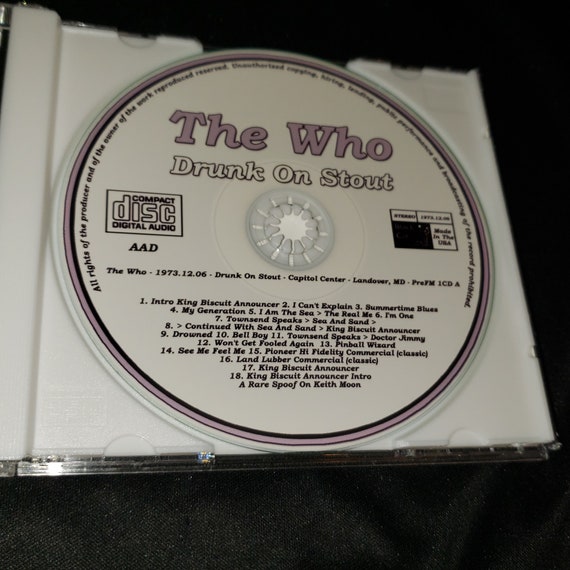 All rights of the producer and of the owner of the work reproduced reserved. Unauthorized copying, hiring, lending, public performance and broadcasting of the record prohibited.
The Who
Drunk On Stout
COMPACT
disc
DIGITAL AUDIO
AAD
STEREO 1973.12.06
Made In The USA
The Who - 1973.12.06 - Drunk On Stout - Capitol Center - Landover, MD - PreFM 1CD A
1. Intro King Biscuit Announcer 2. I Can't Explain 3. Summertime Blues
4. My Generation 5. I Am The Sea > The Real Me 6. I'm One
7. Townsend Speaks > Sea And Sand >
8. > Continued With Sea And Sand > King Biscuit Announcer
9. Drowned 10. Bell Boy 11. Townsend Speaks > Doctor Jimmy
12. Won't Get Fooled Again 13. Pinball Wizard
14. See Me Feel Me 15. Pioneer Hi Fidelity Commercial (classic)
16. Land Lubber Commercial (classic)
17. King Biscuit Announcer
18. King Biscuit Announcer Intro
A Rare Spoof On Keith Moon